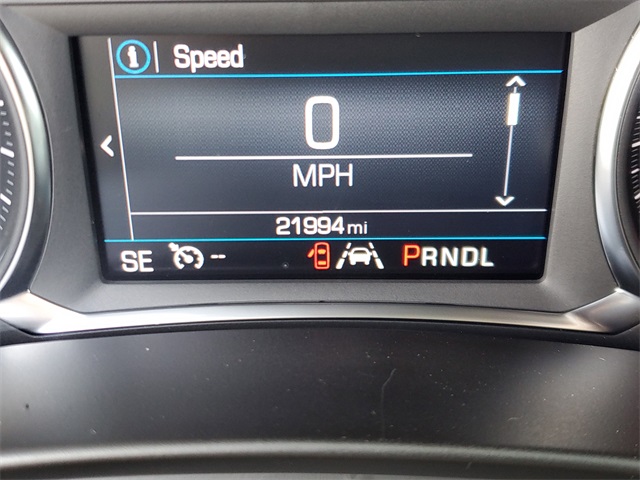 i Speed
0
MPH
21994 mi
SE -- PRNDL